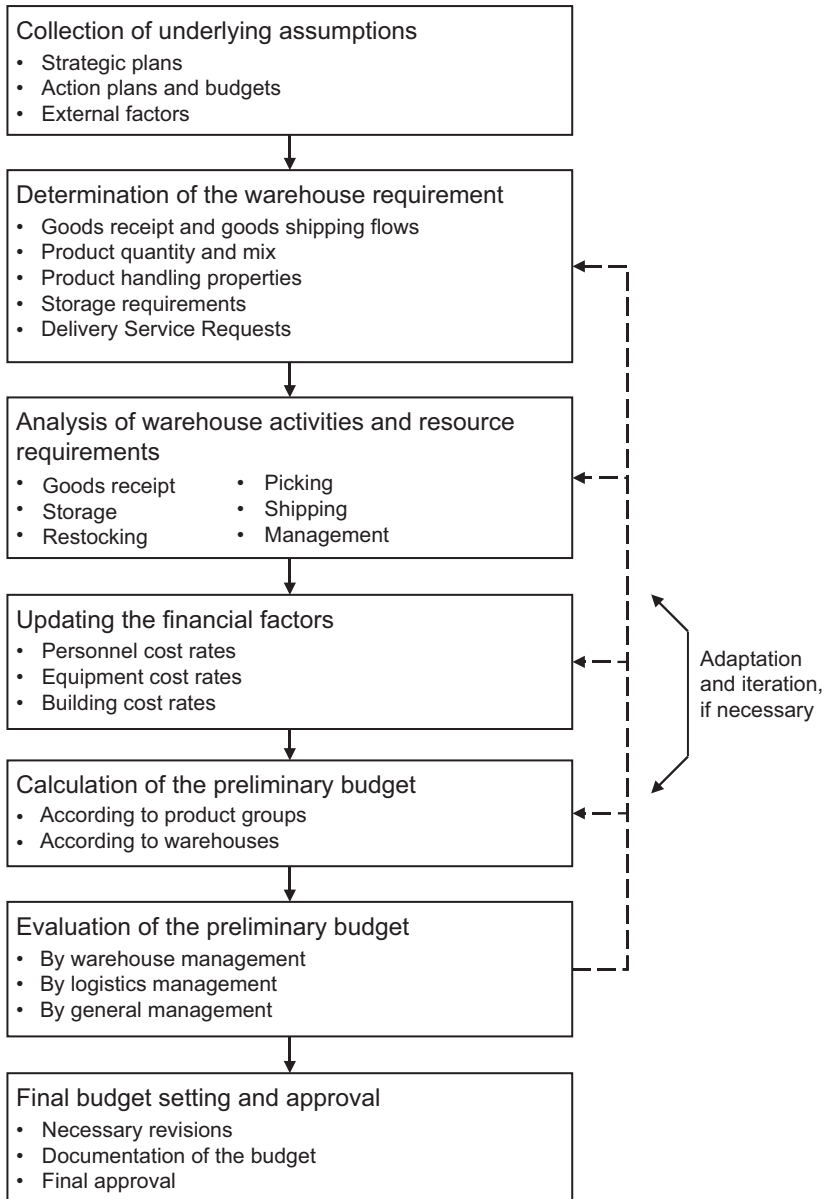 Collection of underlying assumptions
• Strategic plans
• Action plans and budgets
• External factors
Determination of the warehouse requirement
• Goods receipt and goods shipping flows
• Product quantity and mix
• Product handling properties
• Storage requirements
• Delivery Service Requests
Analysis of warehouse activities and resource
requirements
• Goods receipt
• Storage
• Restocking
• Picking
• Shipping
• Management
Updating the financial factors
• Personnel cost rates
• Equipment cost rates
• Building cost rates
Adaptation
and iteration,
if necessary
Calculation of the preliminary budget
• According to product groups
• According to warehouses
Evaluation of the preliminary budget
• By warehouse management
• By logistics management
• By general management
Final budget setting and approval
• Necessary revisions
• Documentation of the budget
• Final approval